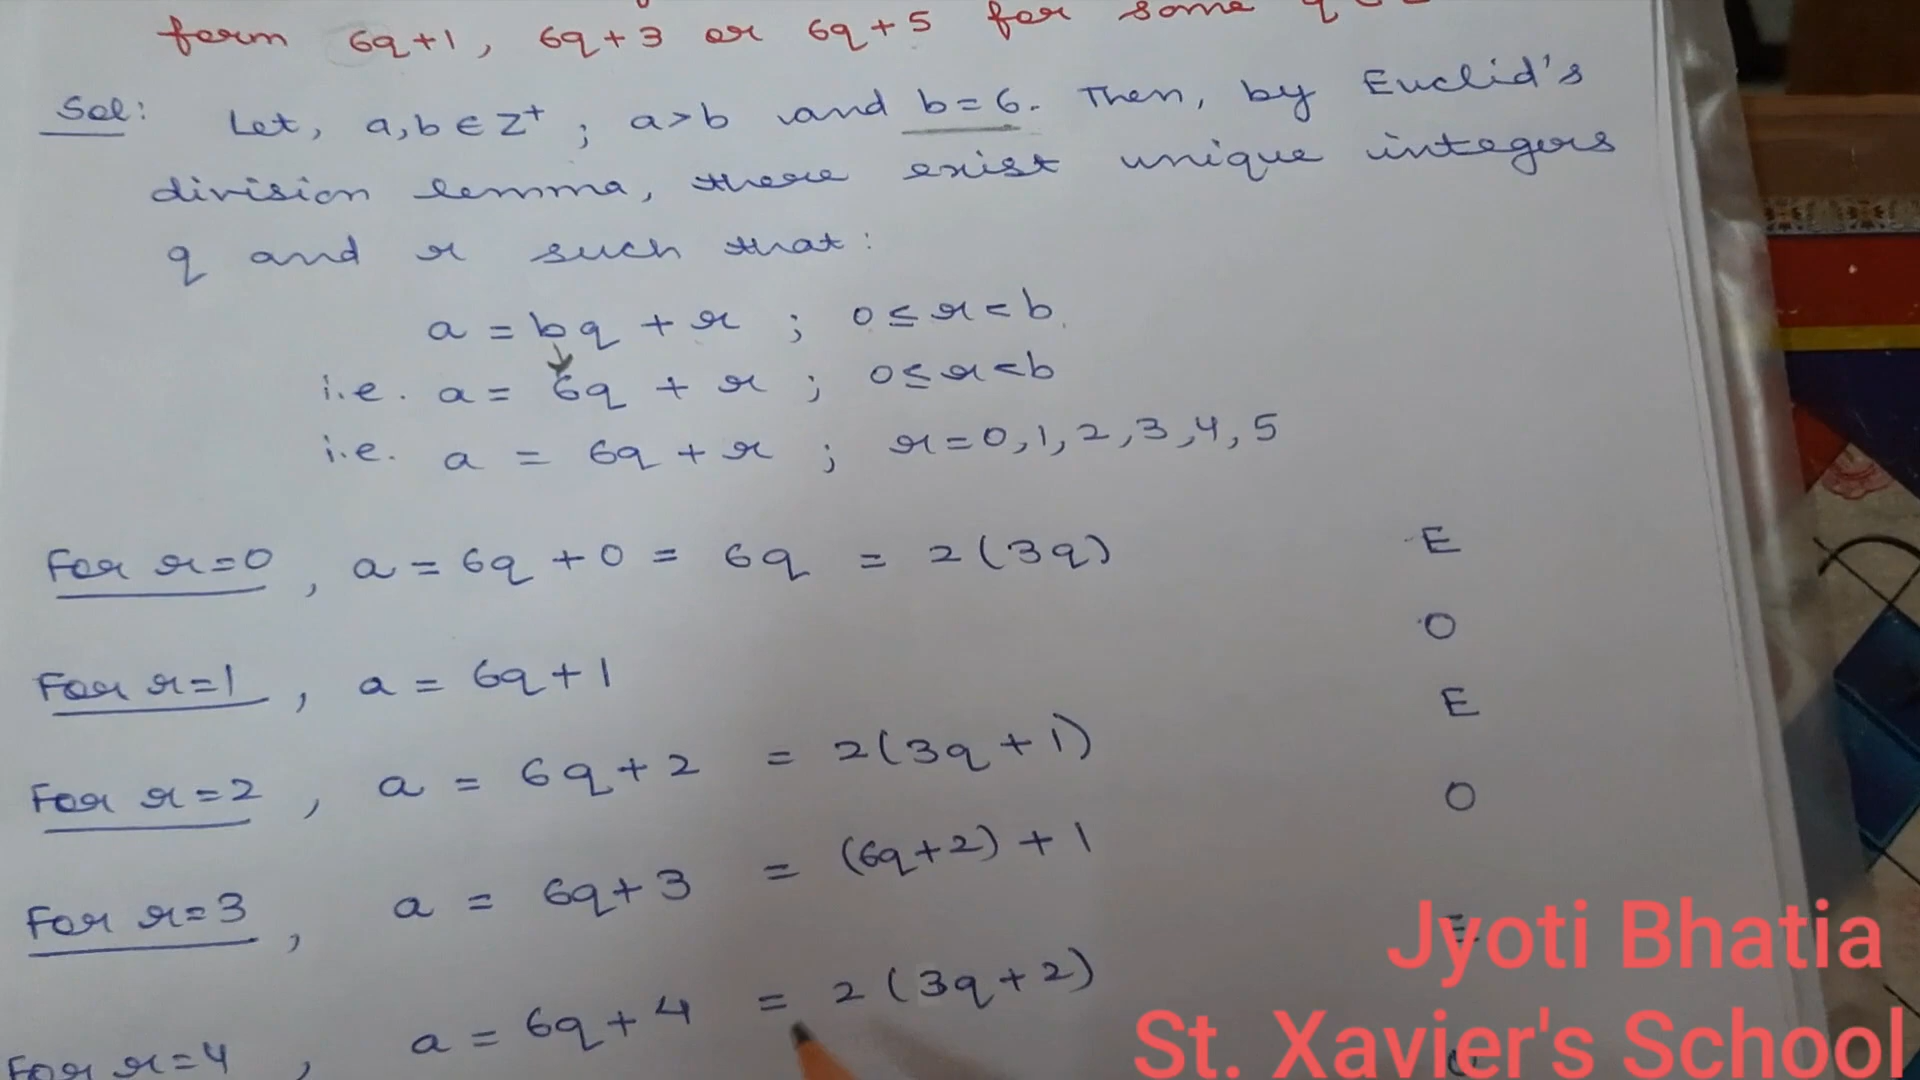 form 6q+1, 6q+3 or 6q+5 for some q
Sol: Let, a,b ∈ Z⁺ ; a>b and b=6. Then, by Euclid's
division lemma, there exist unique integers
q and r such that:
a = bq + r ; 0≤r<b
i.e. a = 6q + r ; 0≤r<b
i.e. a = 6q + r ; r=0,1,2,3,4,5
For r=0, a = 6q + 0 = 6q = 2(3q) E
For r=1, a = 6q+1 O
For r=2, a = 6q+2 = 2(3q+1) E
For r=3, a = 6q+3 = (6q+2)+1 O
For r=4, a = 6q+4 = 2(3q+2) E
Jyoti Bhatia
St. Xavier's School